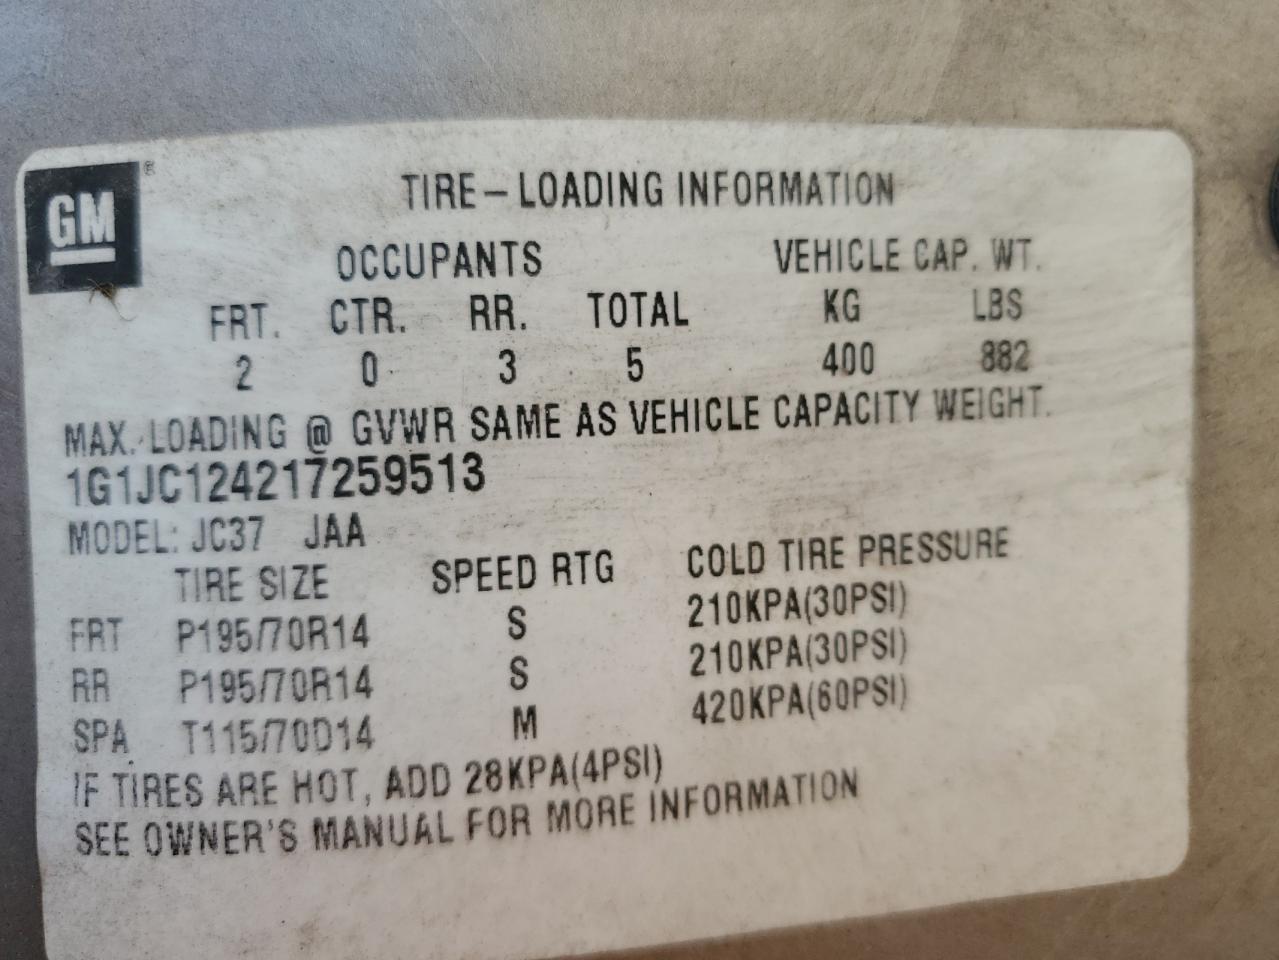 GM ®
TIRE – LOADING INFORMATION
OCCUPANTS VEHICLE CAP. WT.
FRT. CTR. RR. TOTAL KG LBS
2 0 3 5 400 882
MAX. LOADING @ GVWR SAME AS VEHICLE CAPACITY WEIGHT.
1G1JC124217259513
MODEL: JC37 JAA
TIRE SIZE SPEED RTG COLD TIRE PRESSURE
FRT P195/70R14 S 210KPA(30PSI)
RR P195/70R14 S 210KPA(30PSI)
SPA T115/70D14 M 420KPA(60PSI)
IF TIRES ARE HOT, ADD 28KPA(4PSI)
SEE OWNER'S MANUAL FOR MORE INFORMATION